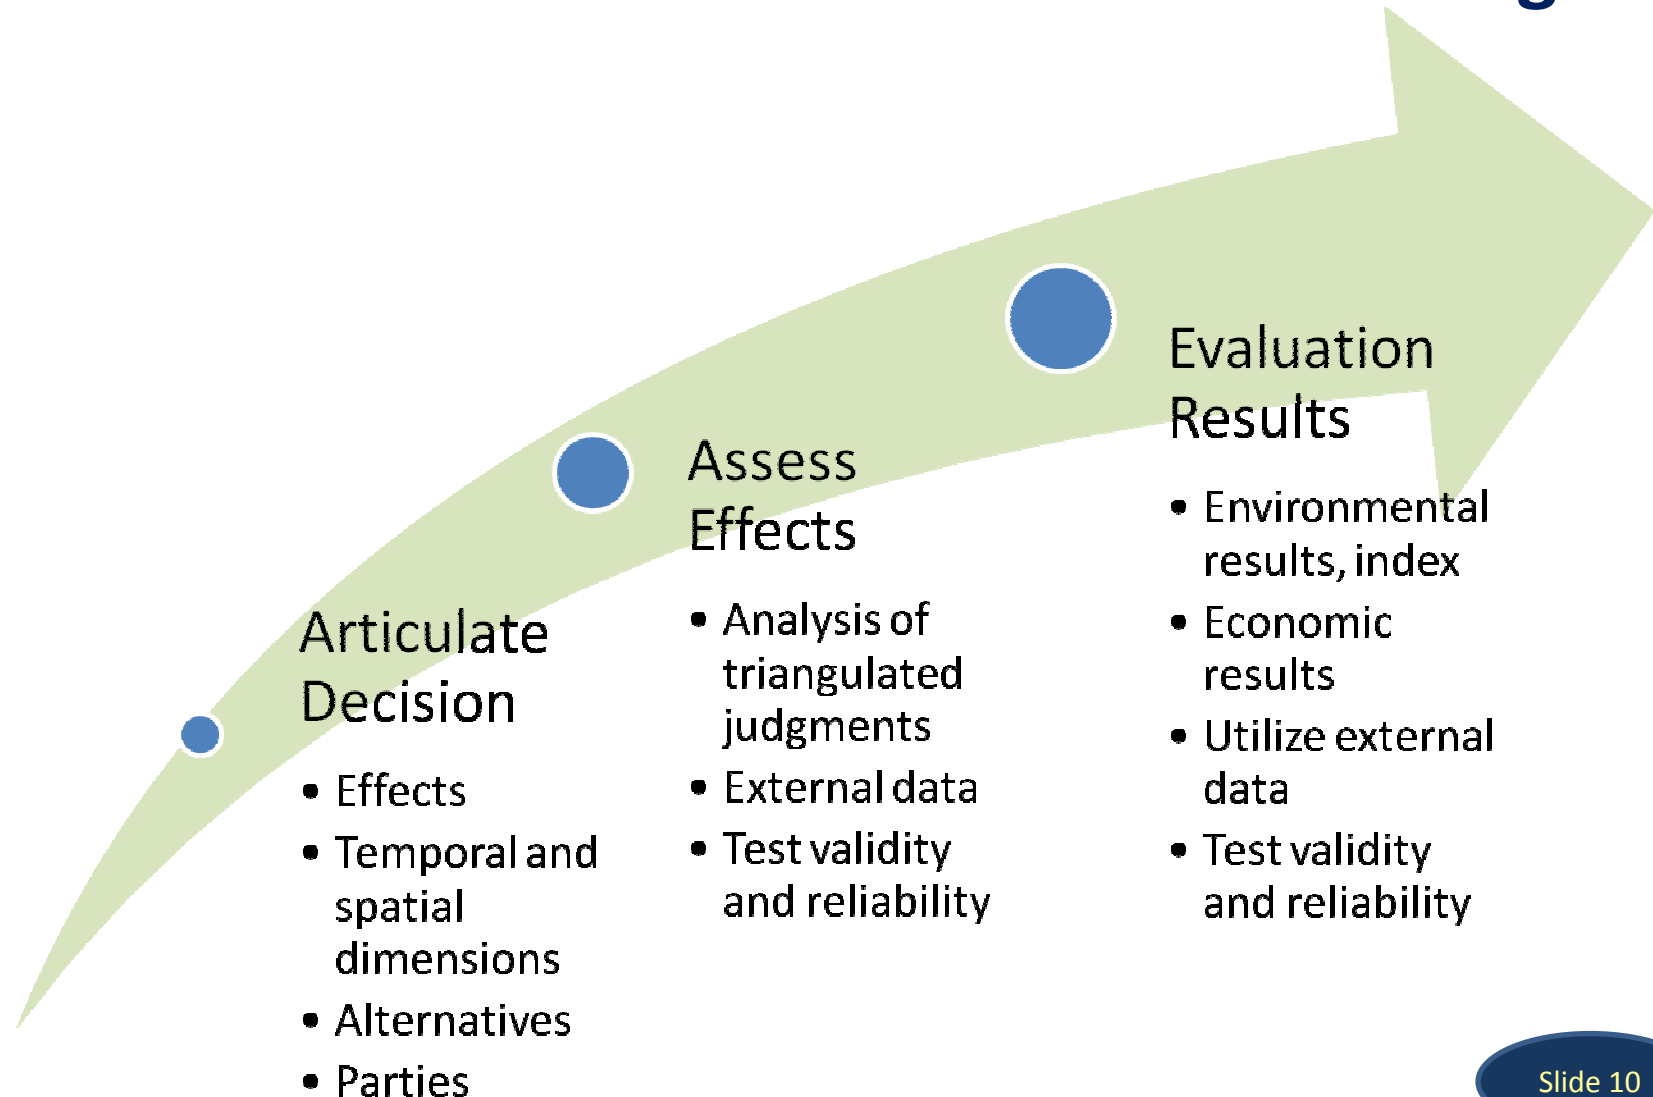 Articulate
Decision
• Effects
• Temporal and
spatial
dimensions
• Alternatives
• Parties
Assess
Effects
• Analysis of
triangulated
judgments
• External data
• Test validity
and reliability
Evaluation
Results
• Environmental
results, index
• Economic
results
• Utilize external
data
• Test validity
and reliability
Slide 10